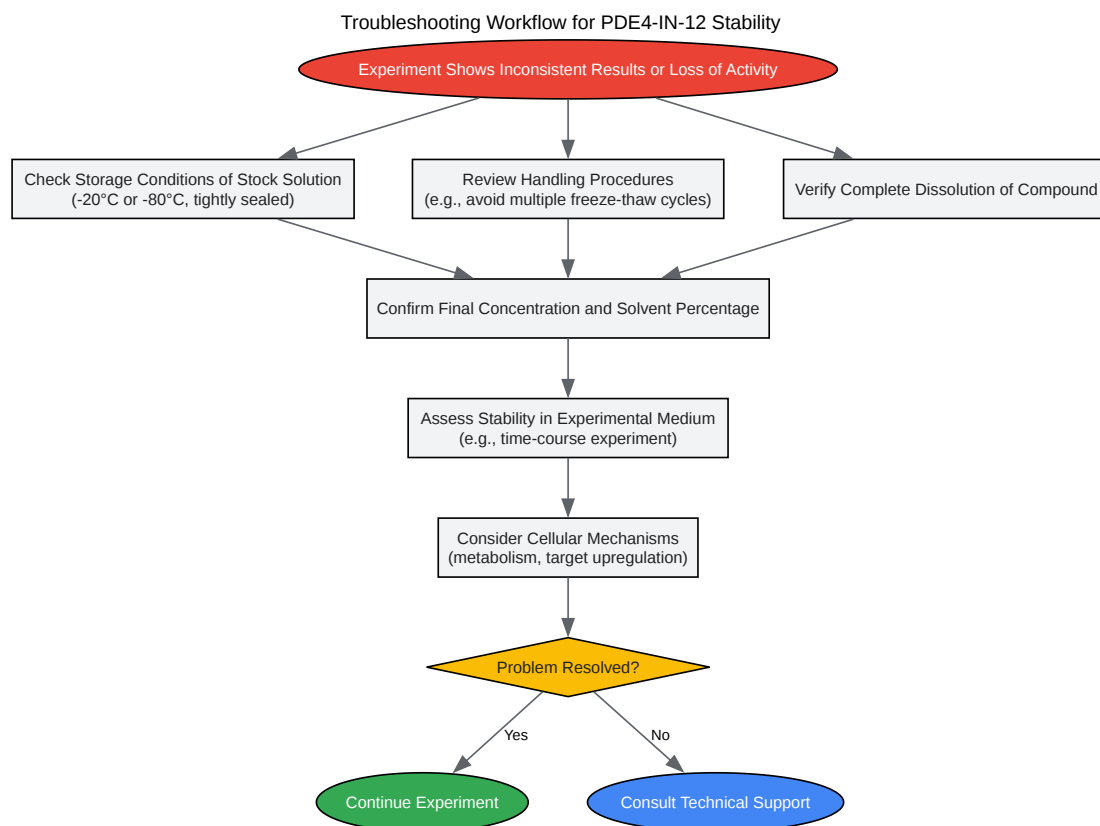 Troubleshooting Workflow for PDE4-IN-12 Stability
Experiment Shows Inconsistent Results or Loss of Activity
Check Storage Conditions of Stock Solution
(-20°C or -80°C, tightly sealed)
Review Handling Procedures
(e.g., avoid multiple freeze-thaw cycles)
Verify Complete Dissolution of Compound
Confirm Final Concentration and Solvent Percentage
Assess Stability in Experimental Medium
(e.g., time-course experiment)
Consider Cellular Mechanisms
(metabolism, target upregulation)
Problem Resolved?
Yes
No
Continue Experiment
Consult Technical Support